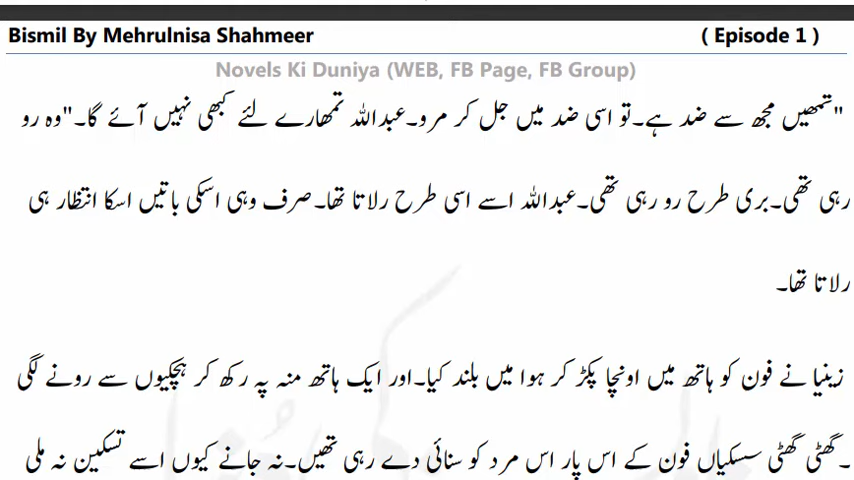 Bismil By Mehrulnisa Shahmeer ( Episode 1 )
Novels Ki Duniya (WEB, FB Page, FB Group)
"تمھیں مجھ سے ضد ہے۔تو اسی ضد میں جل کر مرو۔عبداللہ تمھارے لئے کبھی نہیں آئے گا۔"وہ رو
رہی تھی۔بری طرح رو رہی تھی۔عبداللہ اسے اسی طرح رلاتا تھا۔صرف وہی اسکی باتیں اسکا انتظار ہی
رلاتا تھا۔
زینیا نے فون کو ہاتھ میں اونچا پکڑ کر ہوا میں بلند کیا۔اور ایک ہاتھ منہ پہ رکھ کر ہچکیوں سے رونے لگی
۔گھٹی گھٹی سسکیاں فون کے اس پار اس مرد کو سنائی دے رہی تھیں۔نہ جانے کیوں اسے تسکین نہ ملی